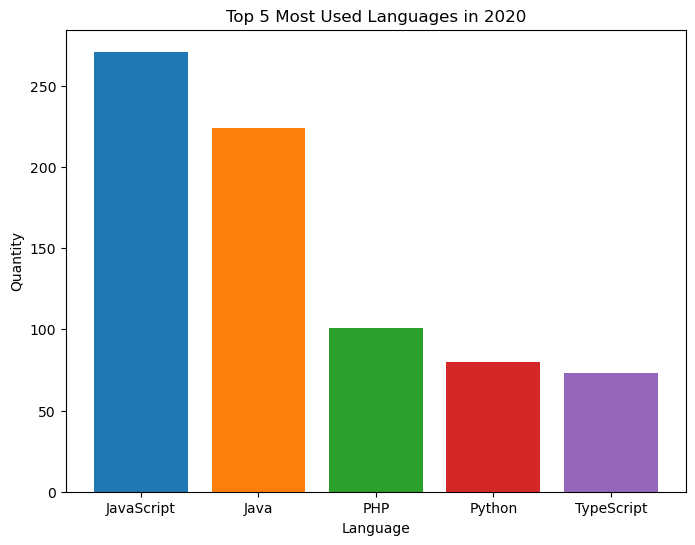 Top 5 Most Used Languages in 2020
Quantity
250
200
150
100
50
0
JavaScript Java PHP Python TypeScript
Language